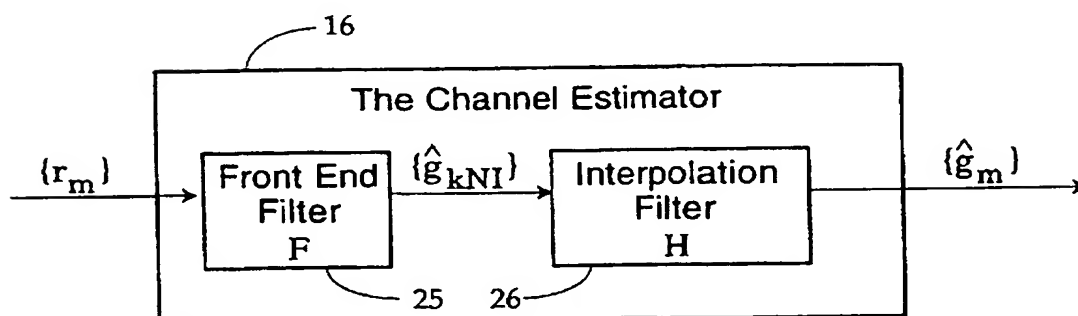 16
The Channel Estimator
{r_m}
Front End
Filter
F
{ĝ_kNI}
Interpolation
Filter
H
{ĝ_m}
25
26